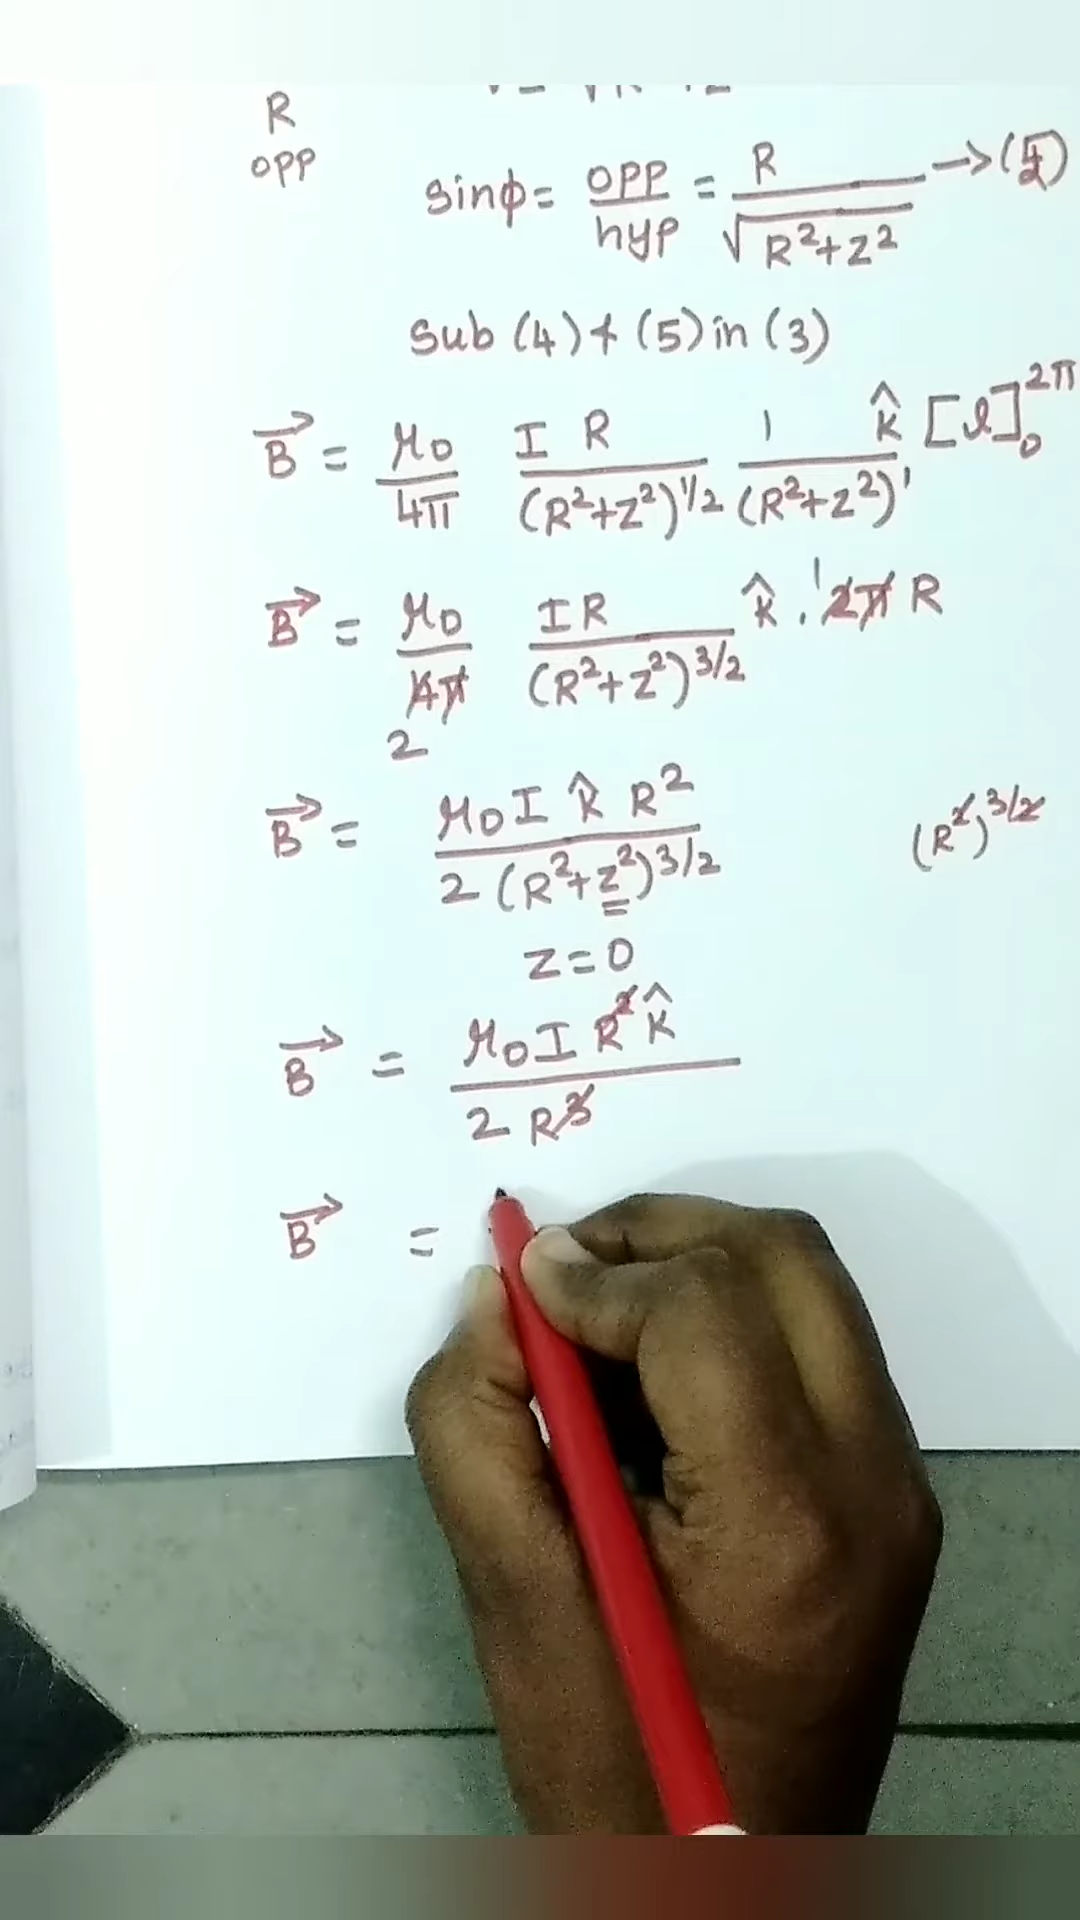 R
opp
sinφ = opp/hyp = R/√(R²+z²) → (4)
sub (4) & (5) in (3)
B⃗ = μ₀/4π I R/(R²+z²)^1/2 1/(R²+z²)^1 k̂ [l]₀^2π
B⃗ = μ₀/4π IR/(R²+z²)^3/2 k̂ . 2π R
1
2
B⃗ = μ₀ I k̂ R²/2 (R²+z²)^3/2
(R²)^3/2
z=0
B⃗ = μ₀ I R² k̂/2 R³
B⃗ =